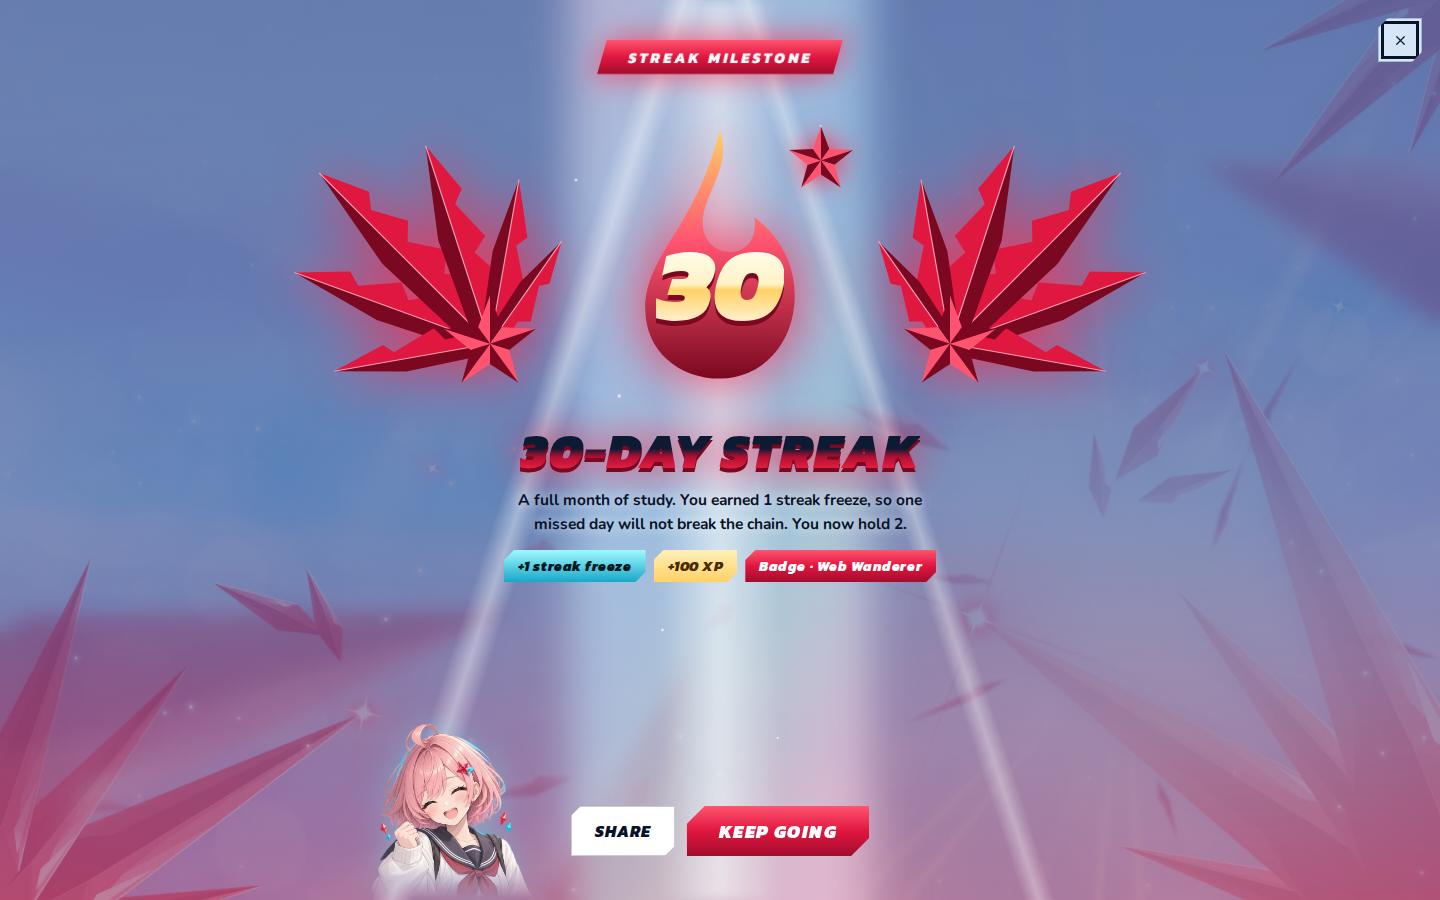 STREAK MILESTONE
×
30
30-DAY STREAK
A full month of study. You earned 1 streak freeze, so one
missed day will not break the chain. You now hold 2.
+1 streak freeze +100 XP Badge · Web Wanderer
SHARE KEEP GOING